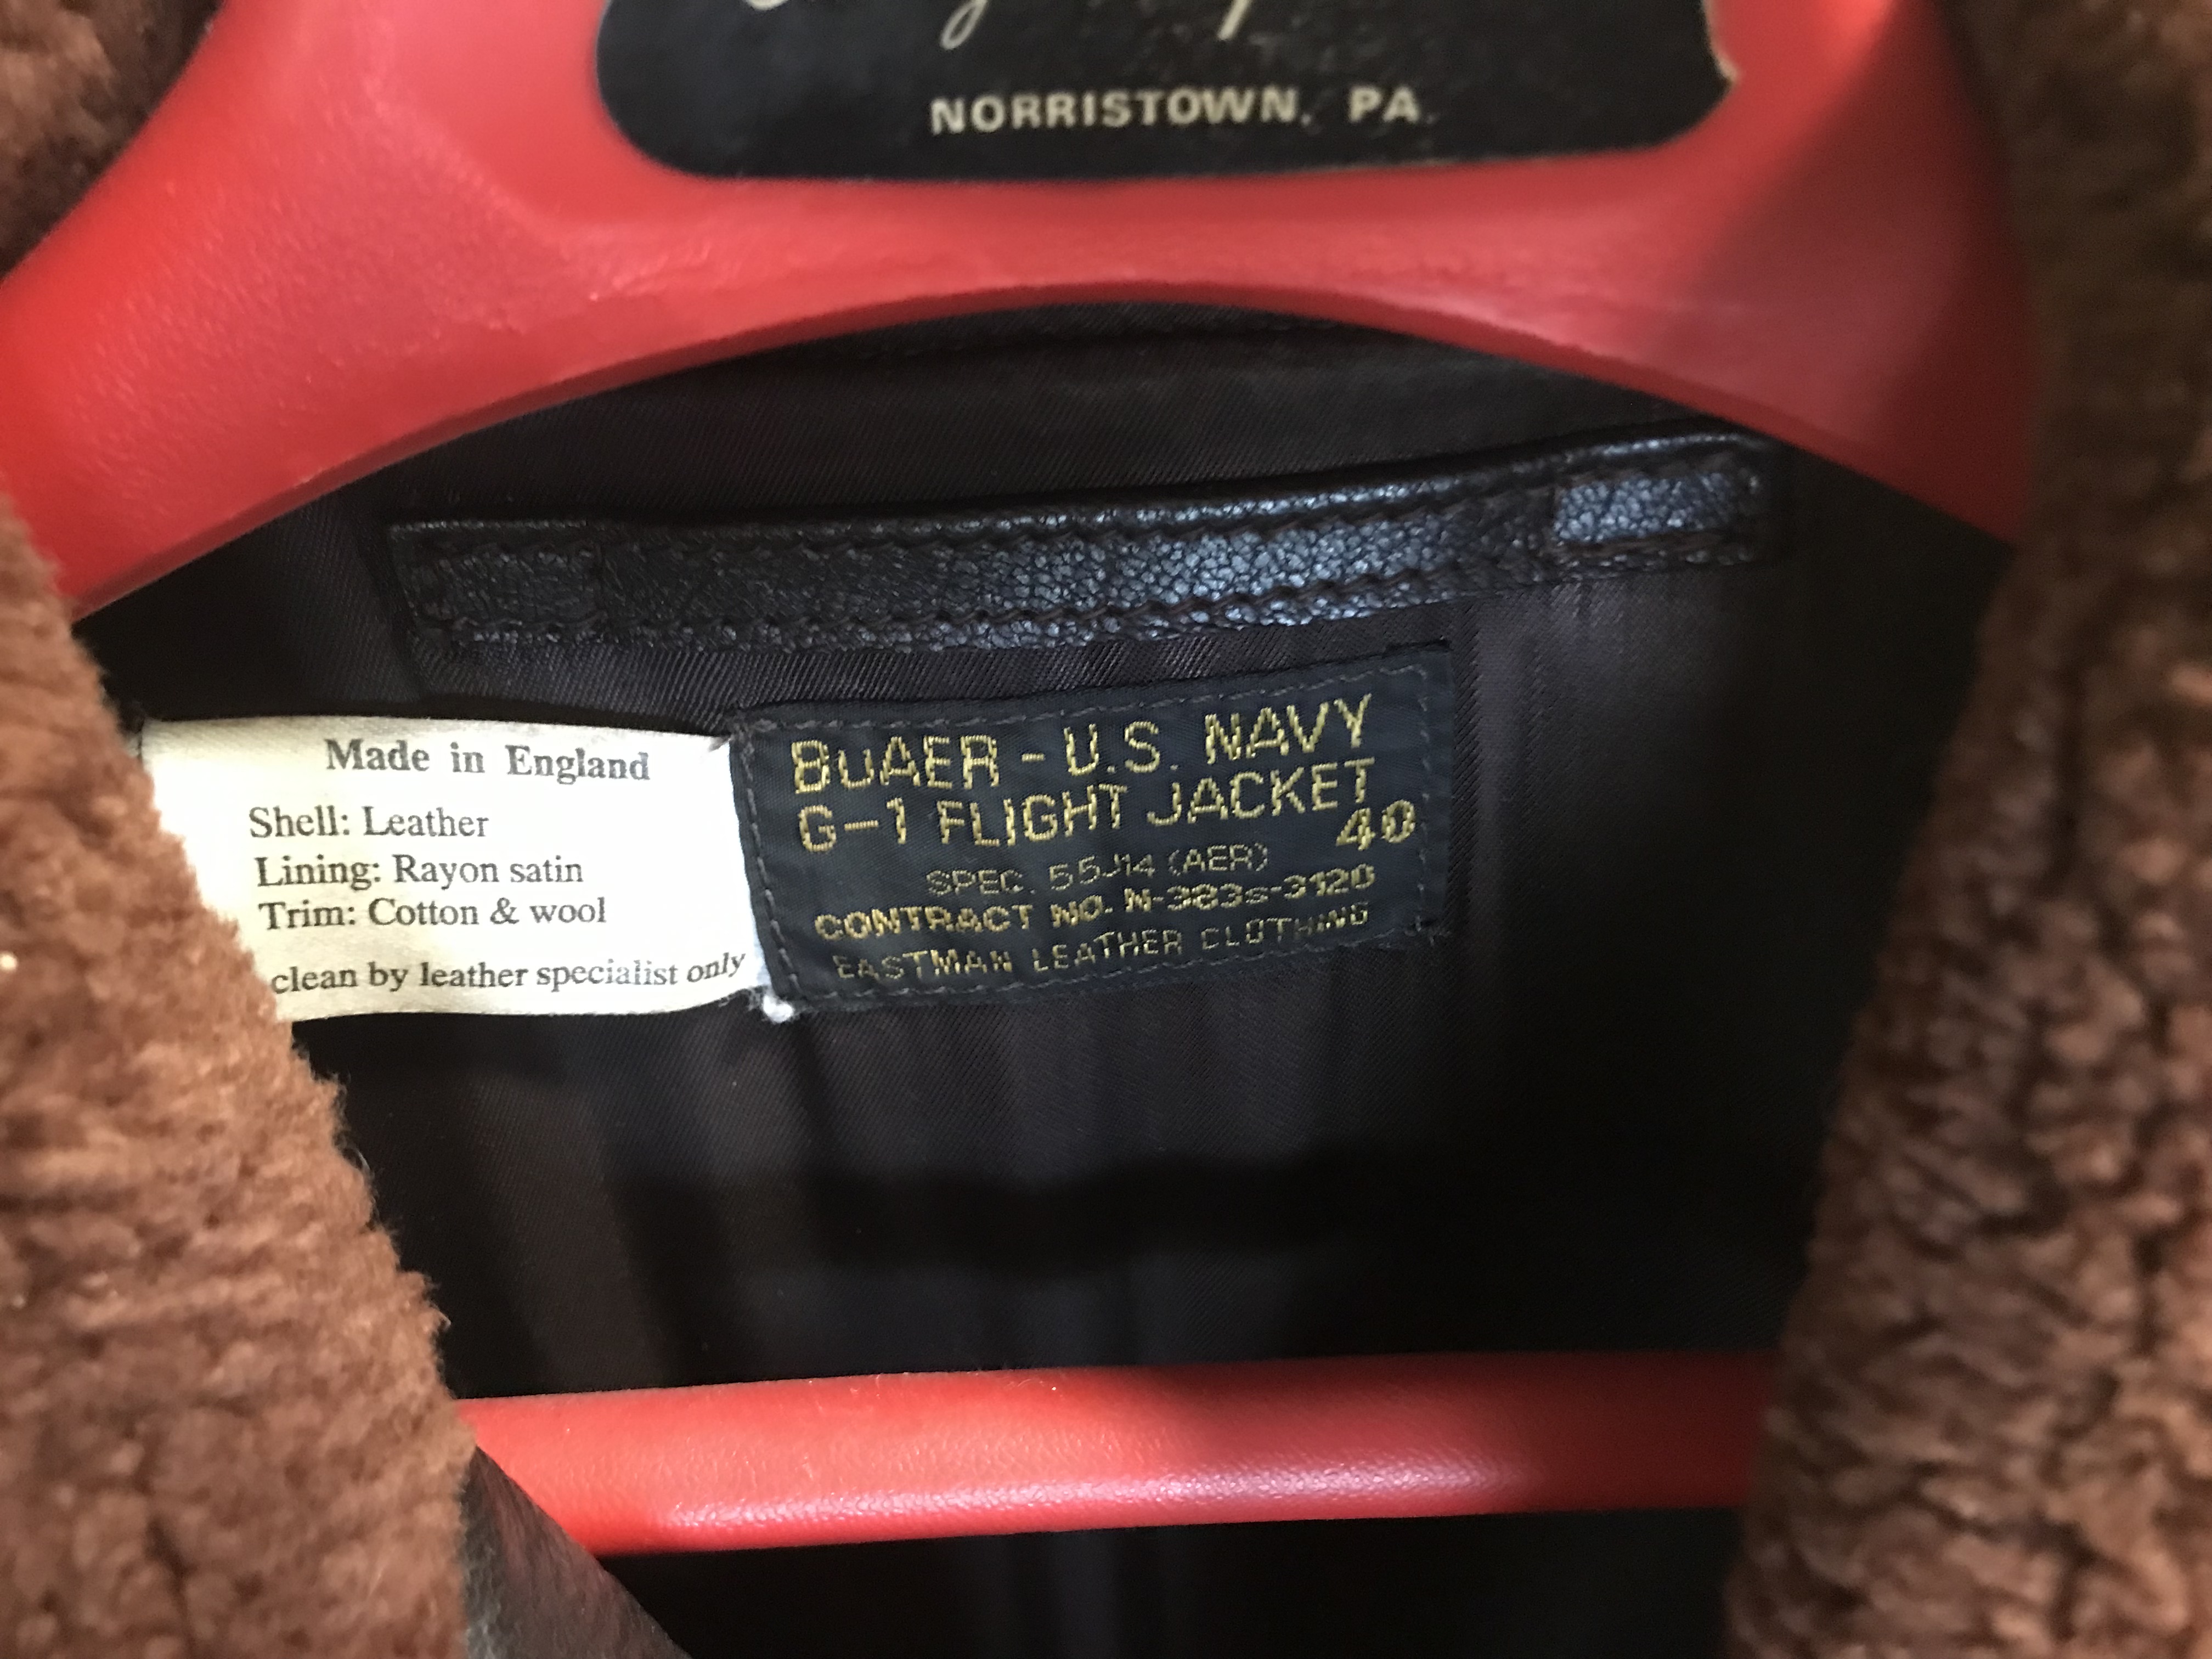 NORRISTOWN, PA.
Made in England
Shell: Leather
Lining: Rayon satin
Trim: Cotton & wool
clean by leather specialist only
BUAER - U.S. NAVY
G-1 FLIGHT JACKET
40
SPEC. 55J14 (AER)
CONTRACT NO. N-383s-3120
EASTMAN LEATHER CLOTHING